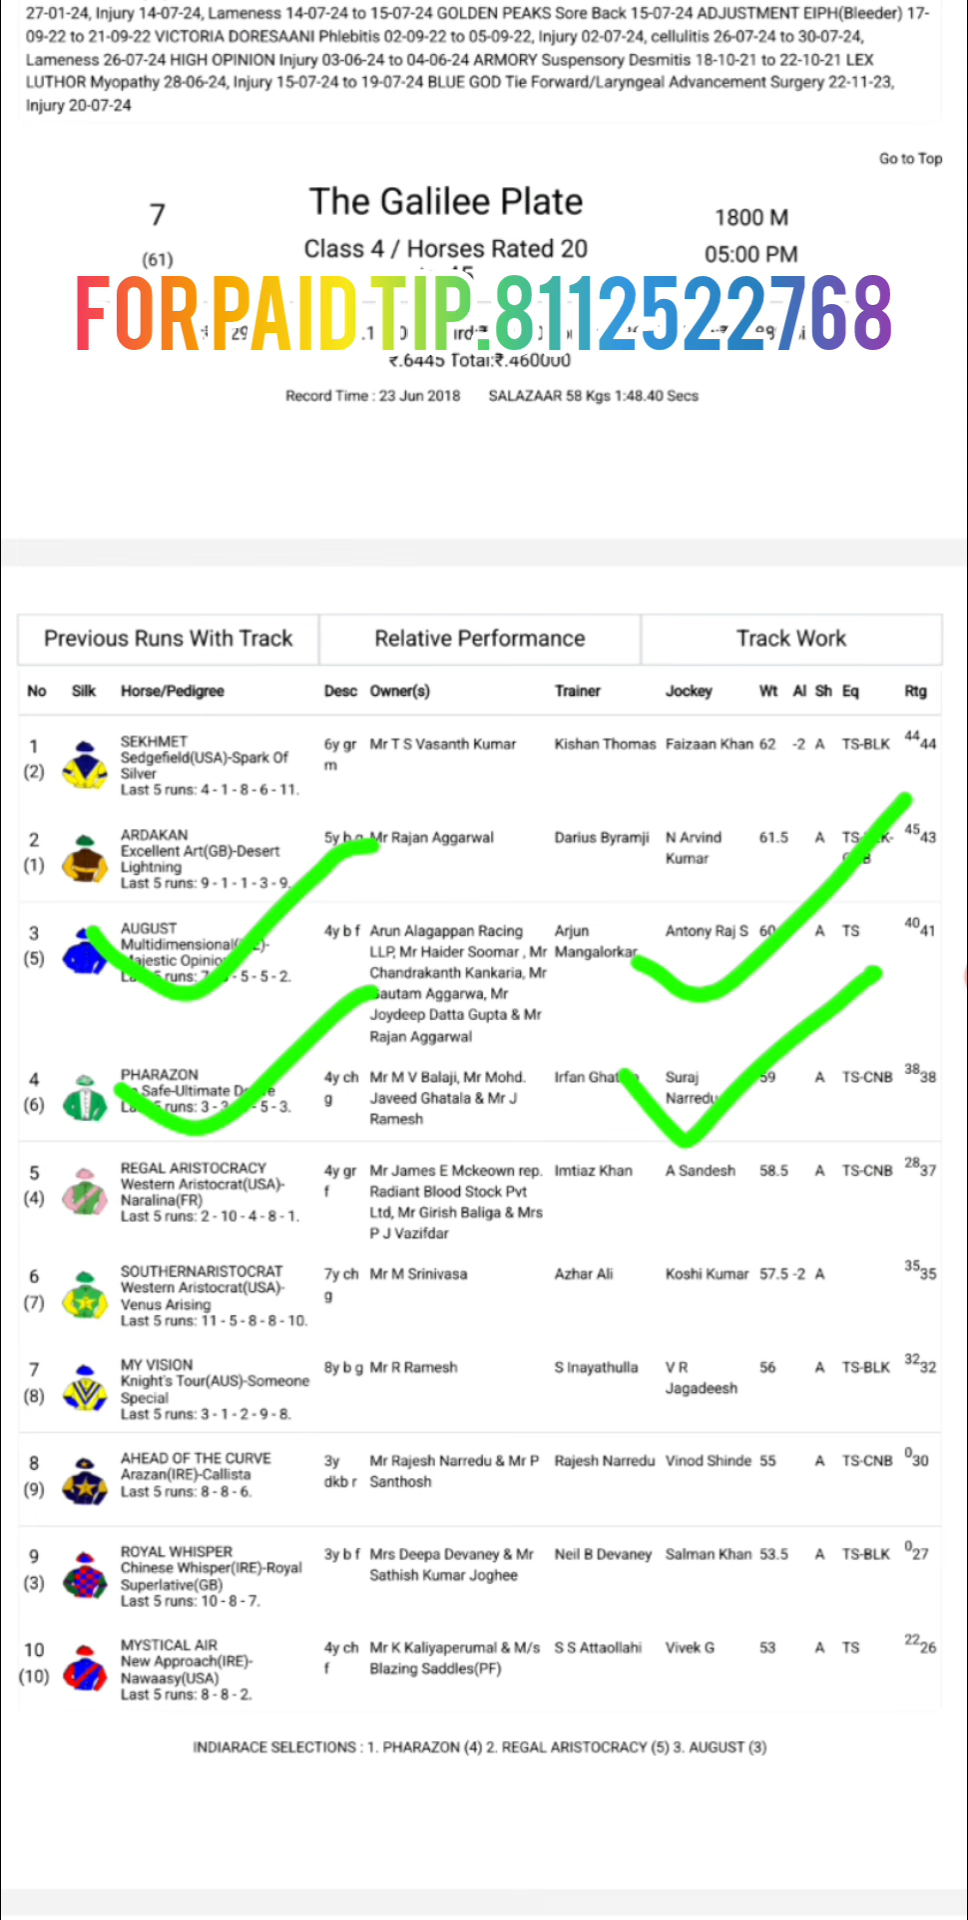 27-01-24, Injury 14-07-24, Lameness 14-07-24 to 15-07-24 GOLDEN PEAKS Sore Back 15-07-24 ADJUSTMENT EIPH(Bleeder) 17-
09-22 to 21-09-22 VICTORIA DORESAANI Phlebitis 02-09-22 to 05-09-22, Injury 02-07-24, cellulitis 26-07-24 to 30-07-24,
Lameness 26-07-24 HIGH OPINION Injury 03-06-24 to 04-06-24 ARMORY Suspensory Desmitis 18-10-21 to 22-10-21 LEX
LUTHOR Myopathy 28-06-24, Injury 15-07-24 to 19-07-24 BLUE GOD Tie Forward/Laryngeal Advancement Surgery 22-11-23,
Injury 20-07-24
Go to Top
7 The Galilee Plate 1800 M
(61) Class 4 / Horses Rated 20 05:00 PM
FOR PAID TIP.8112522768
₹.6445 Total:₹.460000
Record Time : 23 Jun 2018 SALAZAAR 58 Kgs 1:48.40 Secs
Previous Runs With Track Relative Performance Track Work
No Silk Horse/Pedigree Desc Owner(s) Trainer Jockey Wt Al Sh Eq Rtg
1 SEKHMET 6y gr Mr T S Vasanth Kumar Kishan Thomas Faizaan Khan 62 -2 A TS-BLK 44 44
(2) Sedgefield(USA)-Spark Of m
Silver
Last 5 runs: 4 - 1 - 8 - 6 - 11.
2 ARDAKAN 5y b g Mr Rajan Aggarwal Darius Byramji N Arvind 61.5 A 45 43
(1) Excellent Art(GB)-Desert Kumar
Lightning
Last 5 runs: 9 - 1 - 1 - 3 - 9.
3 AUGUST 4y b f Arun Alagappan Racing Arjun Antony Raj S 60 A TS 40 41
(5) LLP, Mr Haider Soomar , Mr Mangalorkar
Chandrakanth Kankaria, Mr
- 5 - 5 - 2.
Gautam Aggarwa, Mr
Joydeep Datta Gupta & Mr
Rajan Aggarwal
4 PHARAZON 4y ch Mr M V Balaji, Mr Mohd. Irfan Suraj 59 A TS-CNB 38 38
(6) Safe-Ultimate g Javeed Ghatala & Mr J Narredu
runs: 3 - - 5 - 3. Ramesh
5 REGAL ARISTOCRACY 4y gr Mr James E Mckeown rep. Imtiaz Khan A Sandesh 58.5 A TS-CNB 28 37
(4) Western Aristocrat(USA)- f Radiant Blood Stock Pvt
Naralina(FR) Ltd, Mr Girish Baliga & Mrs
Last 5 runs: 2 - 10 - 4 - 8 - 1. P J Vazifdar
6 SOUTHERNARISTOCRAT 7y ch Mr M Srinivasa Azhar Ali Koshi Kumar 57.5 -2 A 35 35
(7) Western Aristocrat(USA)- g
Venus Arising
Last 5 runs: 11 - 5 - 8 - 8 - 10.
7 MY VISION 8y b g Mr R Ramesh S Inayathulla V R 56 A TS-BLK 32 32
(8) Knight's Tour(AUS)-Someone Jagadeesh
Special
Last 5 runs: 3 - 1 - 2 - 9 - 8.
8 AHEAD OF THE CURVE 3y Mr Rajesh Narredu & Mr P Rajesh Narredu Vinod Shinde 55 A TS-CNB 0 30
(9) Arazan(IRE)-Callista dkb r Santhosh
Last 5 runs: 8 - 8 - 6.
9 ROYAL WHISPER 3y b f Mrs Deepa Devaney & Mr Neil B Devaney Salman Khan 53.5 A TS-BLK 0 27
(3) Chinese Whisper(IRE)-Royal Sathish Kumar Joghee
Superlative(GB)
Last 5 runs: 10 - 8 - 7.
10 MYSTICAL AIR 4y ch Mr K Kaliyaperumal & M/s S S Attaollahi Vivek G 53 A TS 22 26
(10) New Approach(IRE)- f Blazing Saddles(PF)
Nawaasy(USA)
Last 5 runs: 8 - 8 - 2.
INDIARACE SELECTIONS : 1. PHARAZON (4) 2. REGAL ARISTOCRACY (5) 3. AUGUST (3)